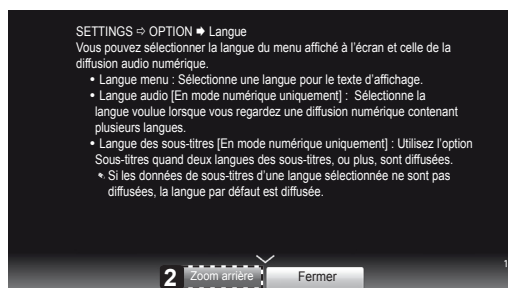 SETTINGS ⇨ OPTION ➡ Langue
Vous pouvez sélectionner la langue du menu affiché à l'écran et celle de la
diffusion audio numérique.
• Langue menu : Sélectionne une langue pour le texte d'affichage.
• Langue audio [En mode numérique uniquement] : Sélectionne la
langue voulue lorsque vous regardez une diffusion numérique contenant
plusieurs langues.
• Langue des sous-titres [En mode numérique uniquement] : Utilisez l'option
Sous-titres quand deux langues des sous-titres, ou plus, sont diffusées.
Si les données de sous-titres d'une langue sélectionnée ne sont pas
diffusées, la langue par défaut est diffusée.
1
2 Zoom arrière Fermer